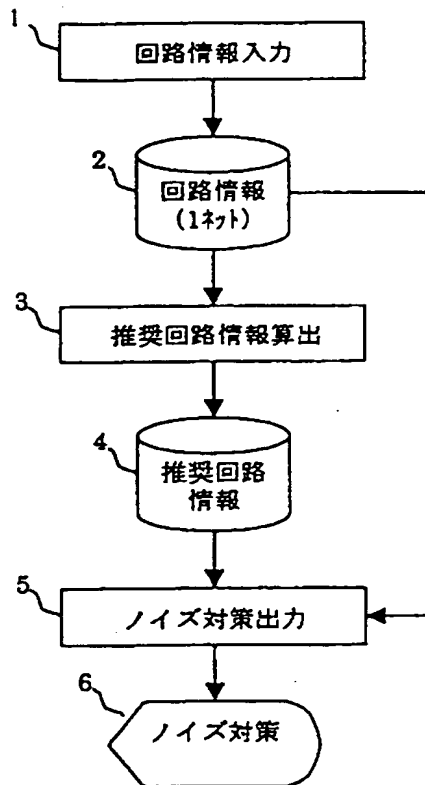 1
回路情報入力
2
回路情報
(1ネット)
3
推奨回路情報算出
4
推奨回路
情報
5
ノイズ対策出力
6
ノイズ対策